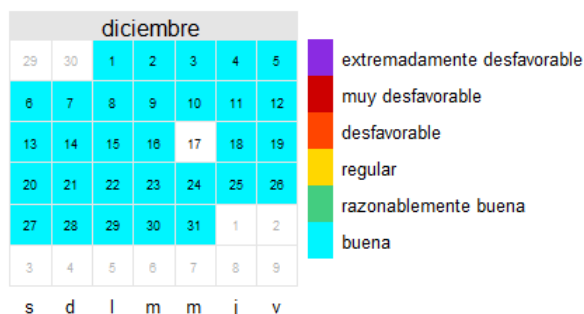 diciembre
29 30 1 2 3 4 5
6 7 8 9 10 11 12
13 14 15 16 17 18 19
20 21 22 23 24 25 26
27 28 29 30 31 1 2
3 4 5 6 7 8 9
s d l m m j v
extremadamente desfavorable
muy desfavorable
desfavorable
regular
razonablemente buena
buena